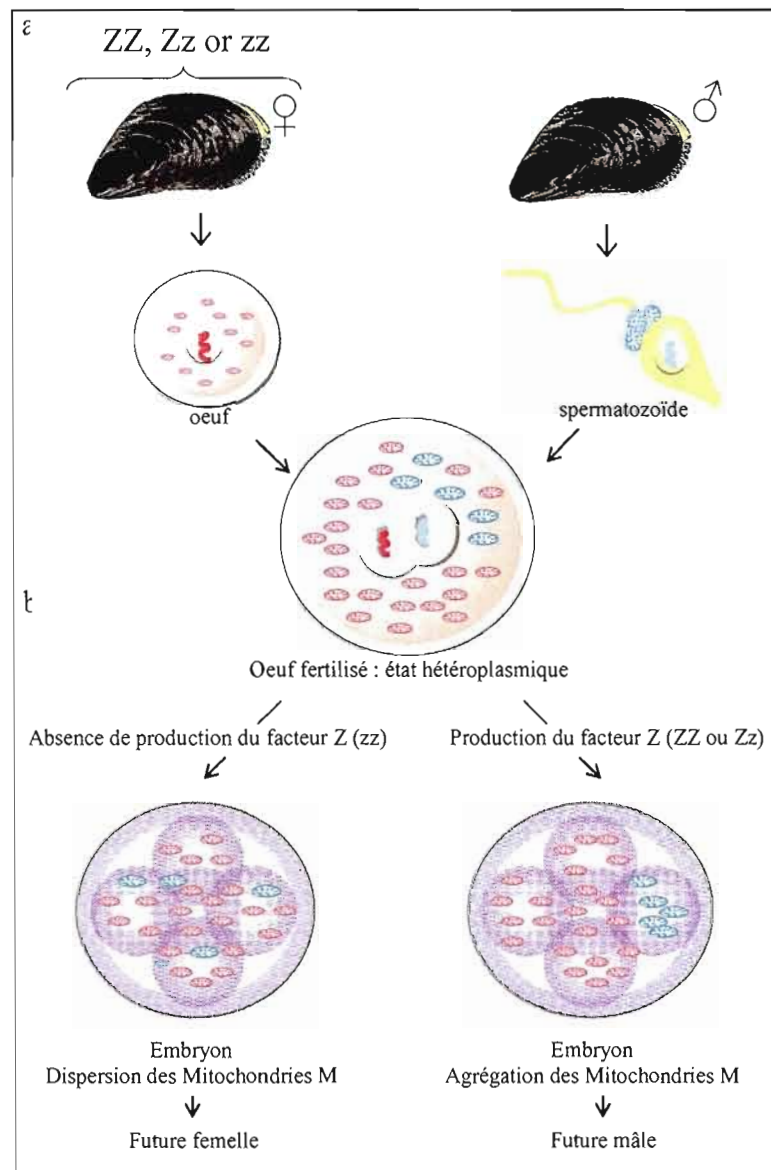 a
ZZ, Zz or zz
♀
♂
oeuf
spermatozoïde
b
Oeuf fertilisé : état hétéroplasmique
Absence de production du facteur Z (zz)
Production du facteur Z (ZZ ou Zz)
Embryon
Dispersion des Mitochondries M
Embryon
Agrégation des Mitochondries M
Future femelle
Future mâle